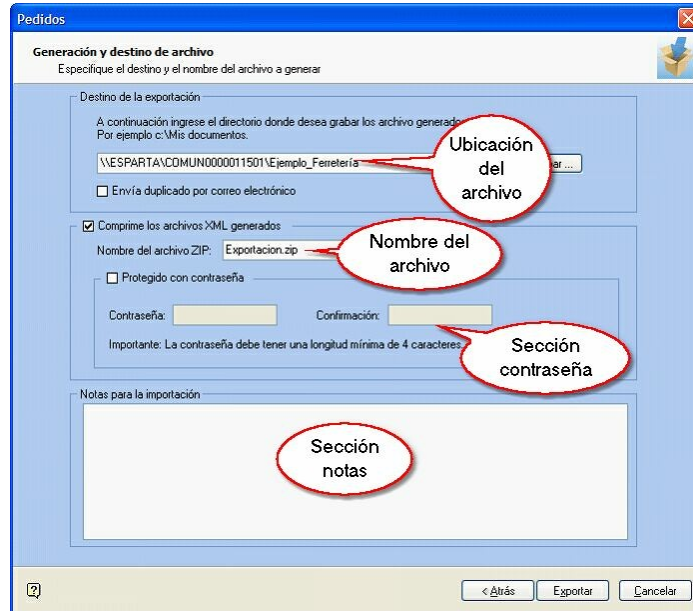 Pedidos
Generación y destino de archivo
Especifique el destino y el nombre del archivo a generar
Destino de la exportación
A continuación ingrese el directorio donde desea grabar los archivo generado
Por ejemplo c:\Mis documentos.
\\ESPARTA\COMUN0000011501\Ejemplo_Ferretería
Ubicación
del
archivo
Envía duplicado por correo electrónico
Comprime los archivos XML generados
Nombre del archivo ZIP: Exportacion.zip
Nombre del
archivo
Protegido con contraseña
Contraseña:
Confirmación:
Importante: La contraseña debe tener una longitud mínima de 4 caracteres.
Sección
contraseña
Notas para la importación
Sección
notas
< Atrás
Exportar
Cancelar